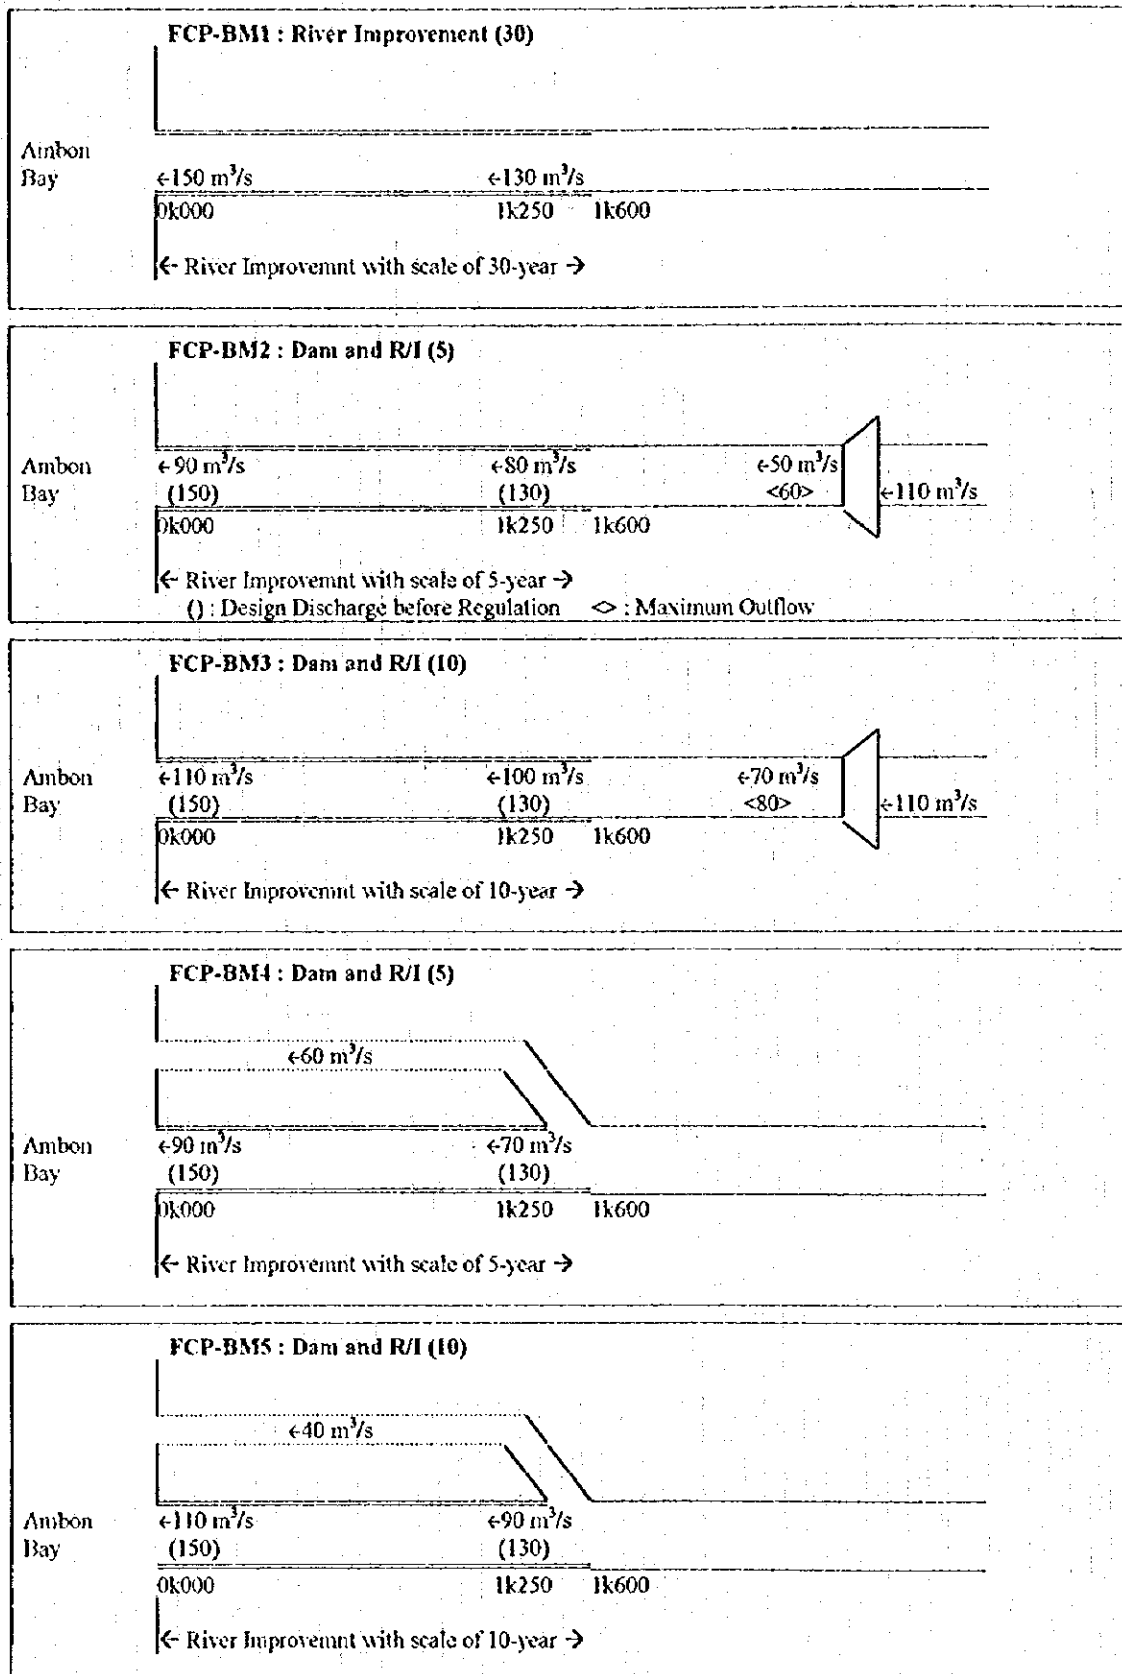 FCP-BM1 : River Improvement (30)
Ambon
Bay
←150 m³/s ←130 m³/s
0k000 1k250 1k600
← River Improvemnt with scale of 30-year →
FCP-BM2 : Dam and R/I (5)
Ambon
Bay
←90 m³/s ←80 m³/s ←50 m³/s
(150) (130) <60> ←110 m³/s
0k000 1k250 1k600
← River Improvemnt with scale of 5-year →
() : Design Discharge before Regulation <> : Maximum Outflow
FCP-BM3 : Dam and R/I (10)
Ambon
Bay
←110 m³/s ←100 m³/s ←70 m³/s
(150) (130) <80> ←110 m³/s
0k000 1k250 1k600
← River Improvemnt with scale of 10-year →
FCP-BM4 : Dam and R/I (5)
←60 m³/s
Ambon
Bay
←90 m³/s ←70 m³/s
(150) (130)
0k000 1k250 1k600
← River Improvemnt with scale of 5-year →
FCP-BM5 : Dam and R/I (10)
←40 m³/s
Ambon
Bay
←110 m³/s ←90 m³/s
(150) (130)
0k000 1k250 1k600
← River Improvemnt with scale of 10-year →